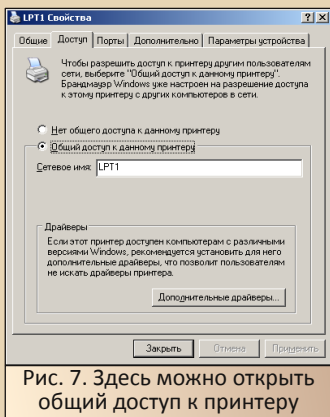 LPT1 Свойства
Общие Доступ Порты Дополнительно Параметры устройства
Чтобы разрешить доступ к принтеру другим пользователям
сети, выберите "Общий доступ к данному принтеру".
Брандмауэр Windows уже настроен на разрешение доступа
к этому принтеру с других компьютеров в сети.
Нет общего доступа к данному принтеру
Общий доступ к данному принтеру
Сетевое имя: LPT1
Драйверы
Если этот принтер доступен компьютерам с различными
версиями Windows, рекомендуется установить для него
дополнительные драйверы, что позволит пользователям
не искать драйверы принтера.
Дополнительные драйверы...
Закрыть Отмена Применить
Рис. 7. Здесь можно открыть
общий доступ к принтеру